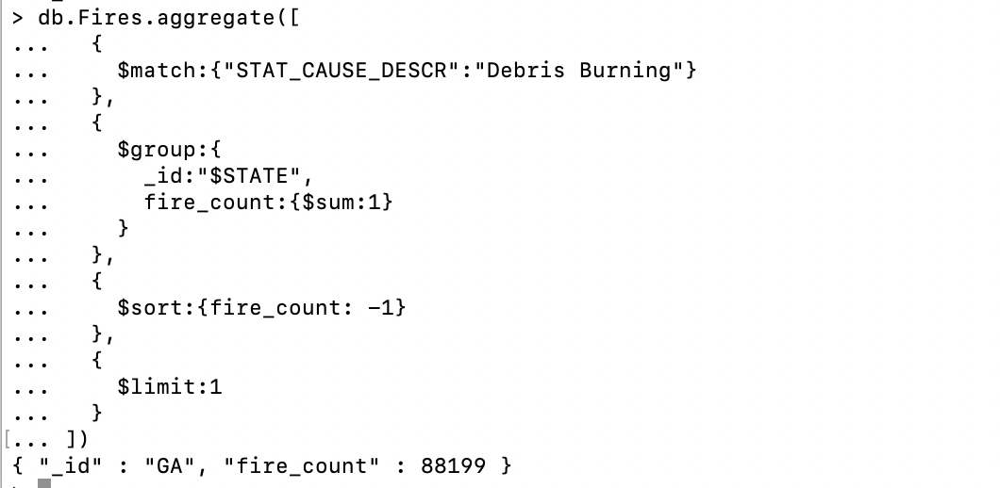 > db.Fires.aggregate([
...   {
...     $match:{"STAT_CAUSE_DESCR":"Debris Burning"}
...   },
...   {
...     $group:{
...       _id:"$STATE",
...       fire_count:{$sum:1}
...     }
...   },
...   {
...     $sort:{fire_count: -1}
...   },
...   {
...     $limit:1
...   }
[... ])
{ "_id" : "GA", "fire_count" : 88199 }
>